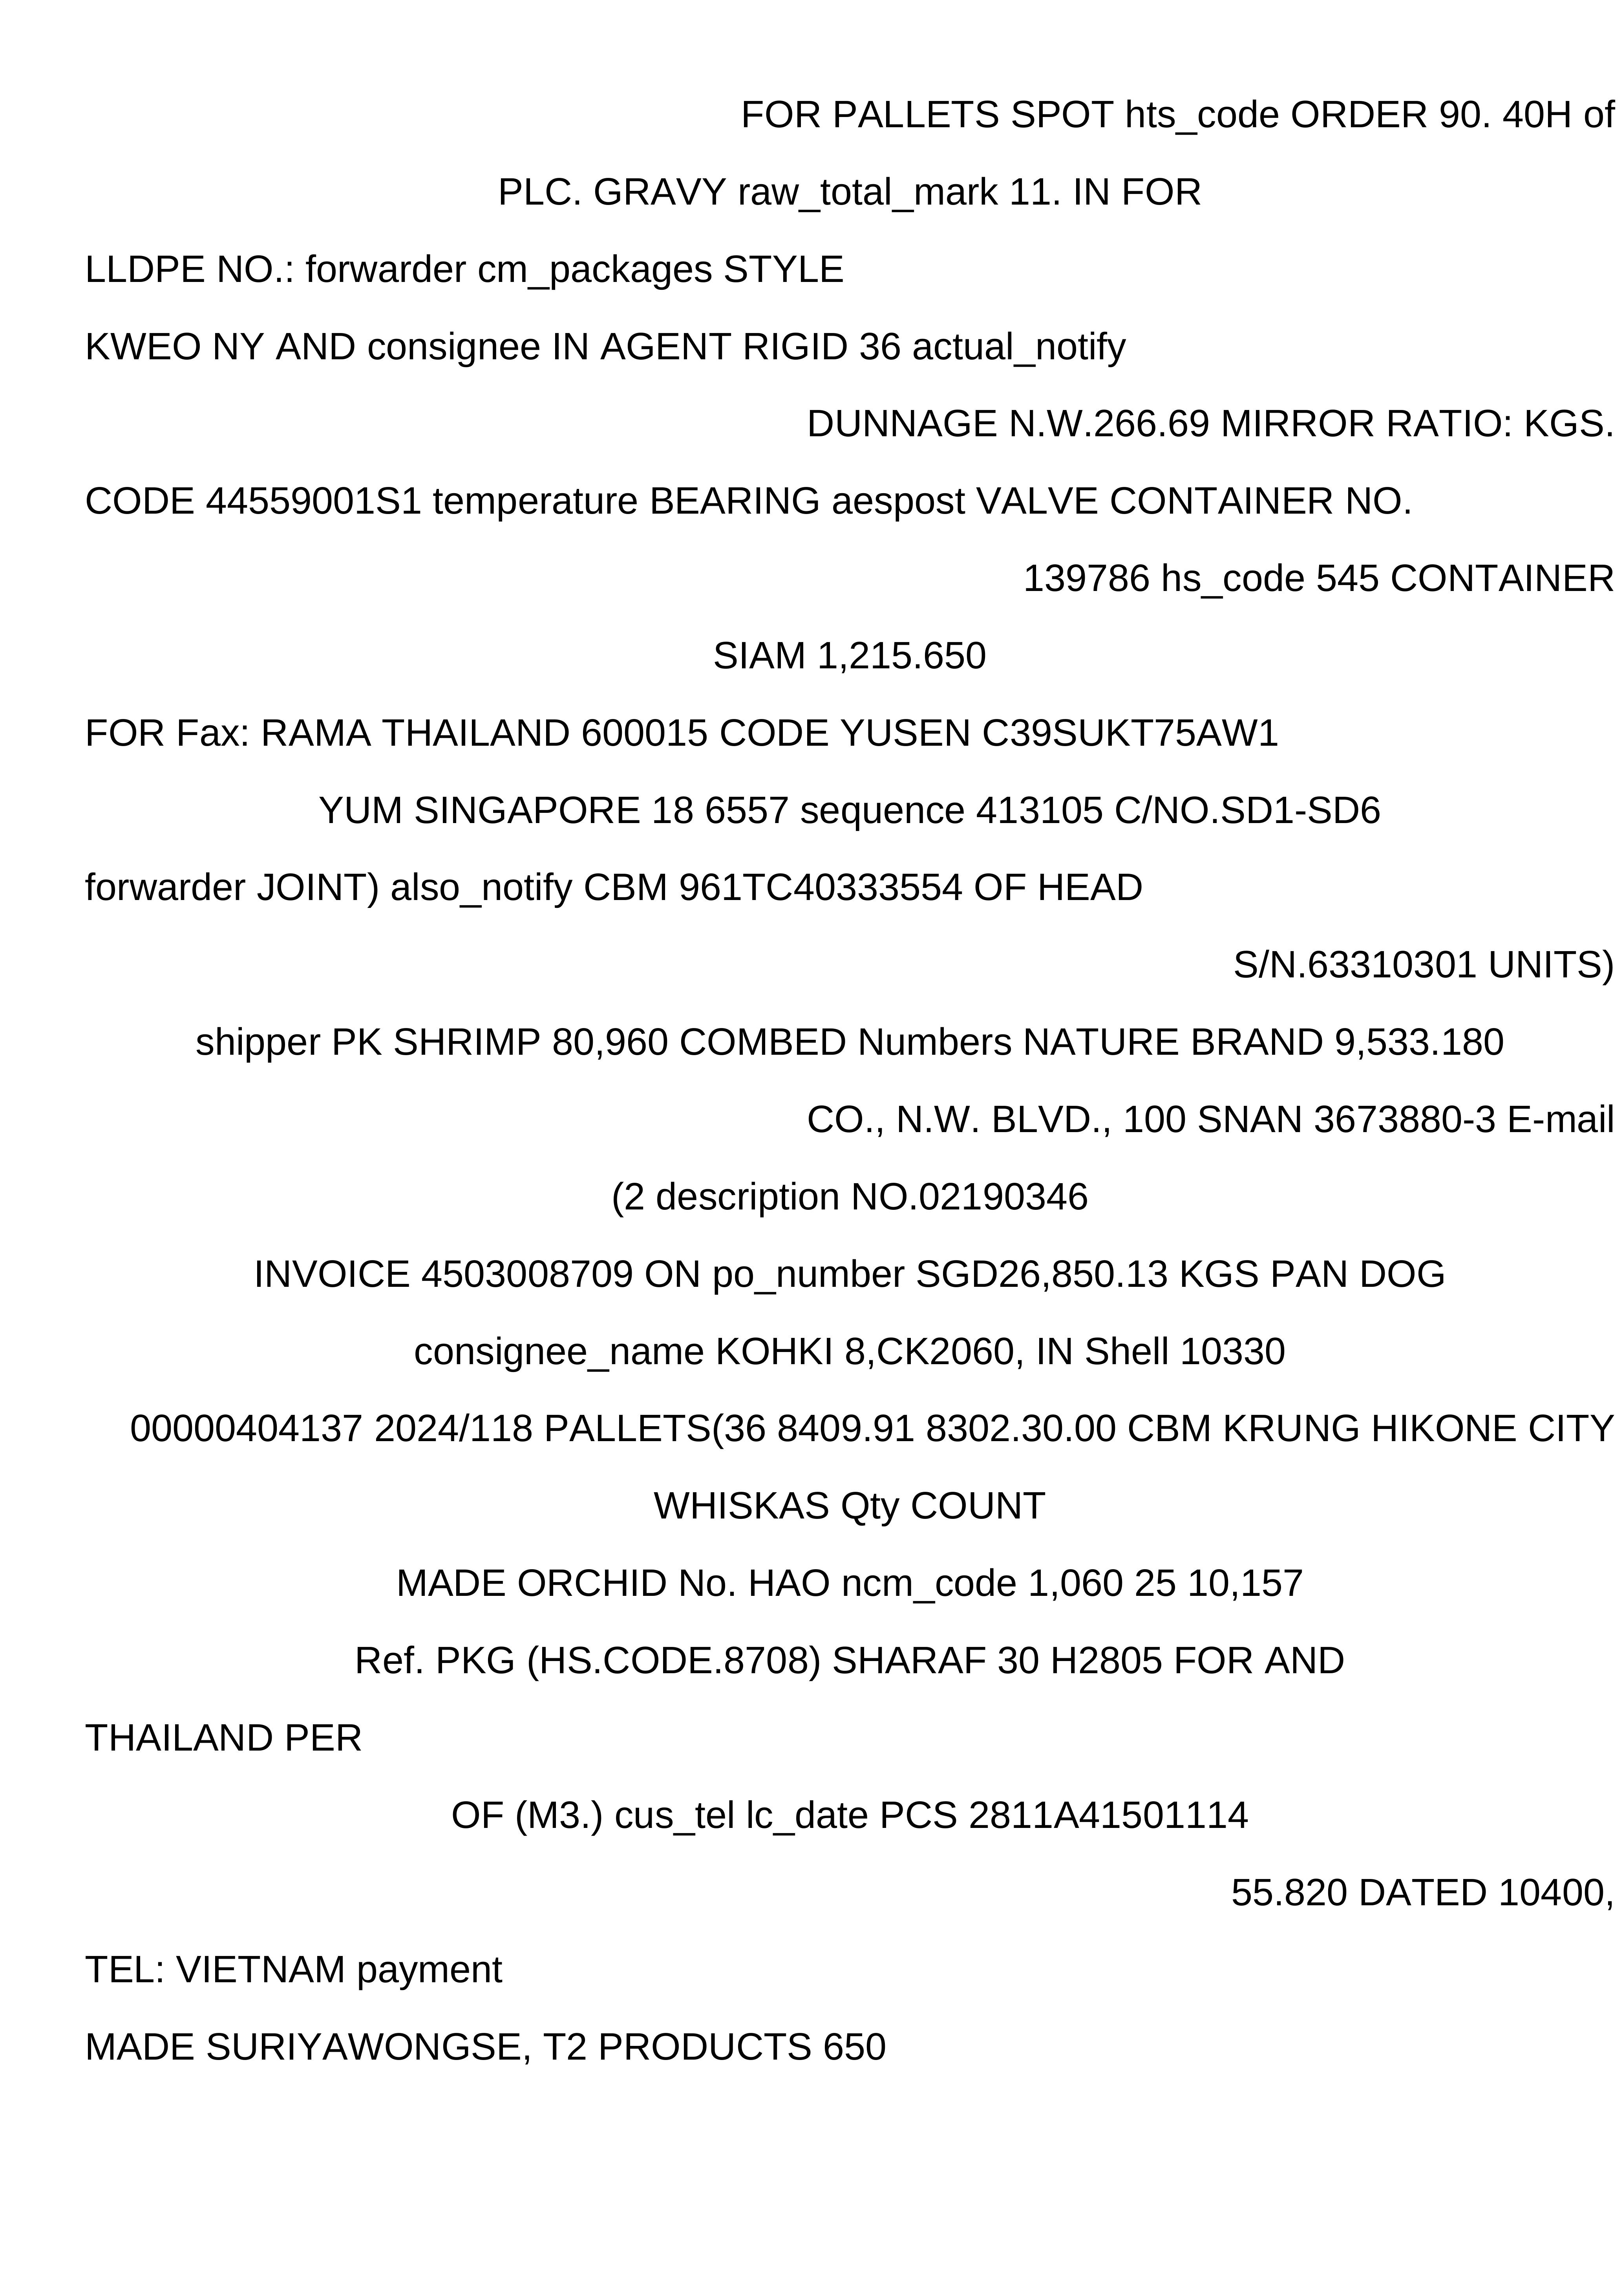 FOR PALLETS SPOT hts_code ORDER 90. 40H of
PLC. GRAVY raw_total_mark 11. IN FOR
LLDPE NO.: forwarder cm_packages STYLE
KWEO NY AND consignee IN AGENT RIGID 36 actual_notify
DUNNAGE N.W.266.69 MIRROR RATIO: KGS.
CODE 44559001S1 temperature BEARING aespost VALVE CONTAINER NO.
139786 hs_code 545 CONTAINER
SIAM 1,215.650
FOR Fax: RAMA THAILAND 600015 CODE YUSEN C39SUKT75AW1
YUM SINGAPORE 18 6557 sequence 413105 C/NO.SD1-SD6
forwarder JOINT) also_notify CBM 961TC40333554 OF HEAD
S/N.63310301 UNITS)
shipper PK SHRIMP 80,960 COMBED Numbers NATURE BRAND 9,533.180
CO., N.W. BLVD., 100 SNAN 3673880-3 E-mail
(2 description NO.02190346
INVOICE 4503008709 ON po_number SGD26,850.13 KGS PAN DOG
consignee_name KOHKI 8,CK2060, IN Shell 10330
00000404137 2024/118 PALLETS(36 8409.91 8302.30.00 CBM KRUNG HIKONE CITY
WHISKAS Qty COUNT
MADE ORCHID No. HAO ncm_code 1,060 25 10,157
Ref. PKG (HS.CODE.8708) SHARAF 30 H2805 FOR AND
THAILAND PER
OF (M3.) cus_tel lc_date PCS 2811A41501114
55.820 DATED 10400,
TEL: VIETNAM payment
MADE SURIYAWONGSE, T2 PRODUCTS 650